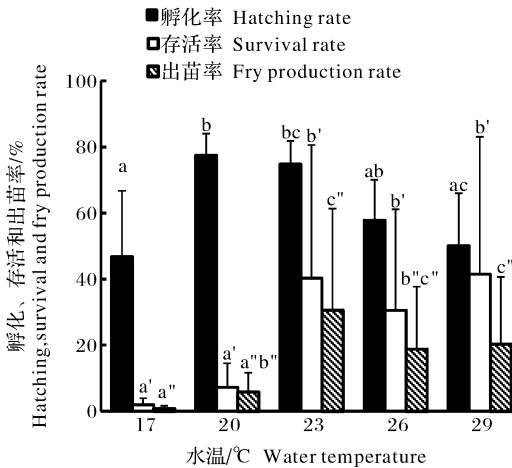 孵化率 Hatching rate
存活率 Survival rate
出苗率 Fry production rate
孵化、存活和出苗率/%
Hatching,survival and fry production rate
100
80
60
40
20
0
a
a'
a"
b
a'
a"b"
bc
b'
c"
ab
b'
b"c"
ac
b'
c"
17 20 23 26 29
水温/℃ Water temperature